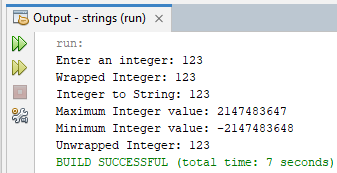 Output - strings (run)
run:
Enter an integer: 123
Wrapped Integer: 123
Integer to String: 123
Maximum Integer value: 2147483647
Minimum Integer value: -2147483648
Unwrapped Integer: 123
BUILD SUCCESSFUL (total time: 7 seconds)